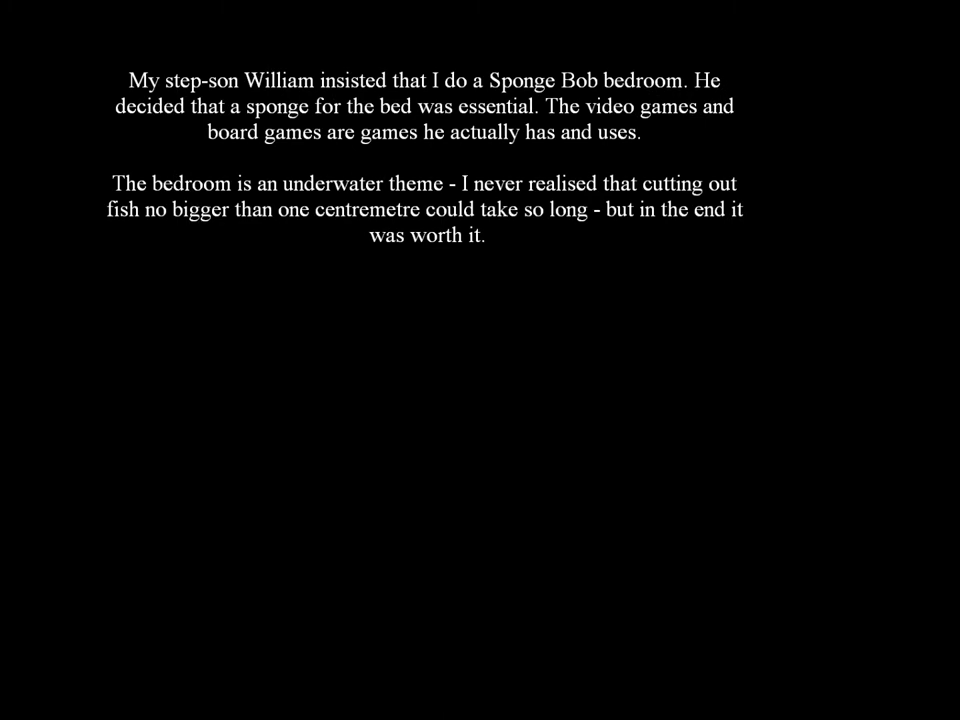 My step-son William insisted that I do a Sponge Bob bedroom. He
decided that a sponge for the bed was essential. The video games and
board games are games he actually has and uses.
The bedroom is an underwater theme - I never realised that cutting out
fish no bigger than one centremetre could take so long - but in the end it
was worth it.